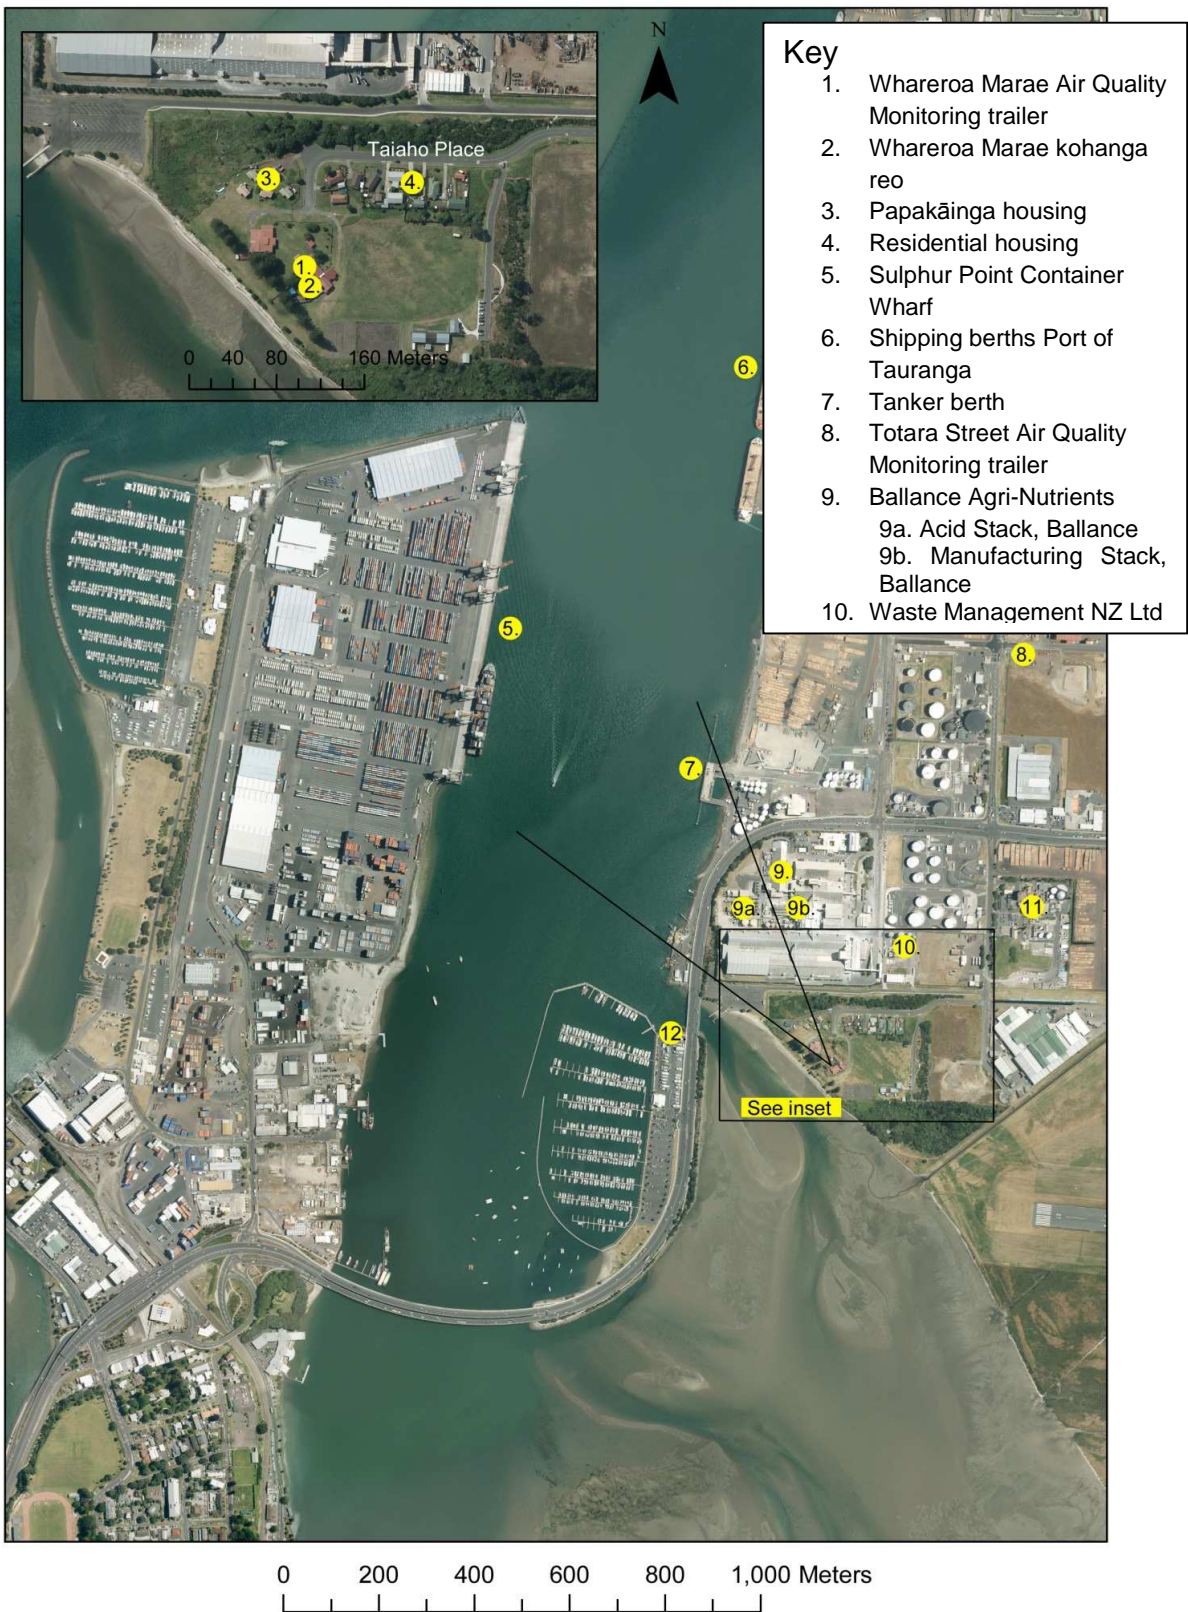 N
Key
1. Whareroa Marae Air Quality
Monitoring trailer
2. Whareroa Marae kohanga
reo
3. Papakāinga housing
4. Residential housing
5. Sulphur Point Container
Wharf
6. Shipping berths Port of
Tauranga
7. Tanker berth
8. Totara Street Air Quality
Monitoring trailer
9. Ballance Agri-Nutrients
9a. Acid Stack, Ballance
9b. Manufacturing Stack,
Ballance
10. Waste Management NZ Ltd
Taiaho Place
3.
4.
1.
2.
0 40 80 160 Meters
6.
5.
8.
7.
9.
9a.
9b.
11.
10.
12.
See inset
0 200 400 600 800 1,000 Meters